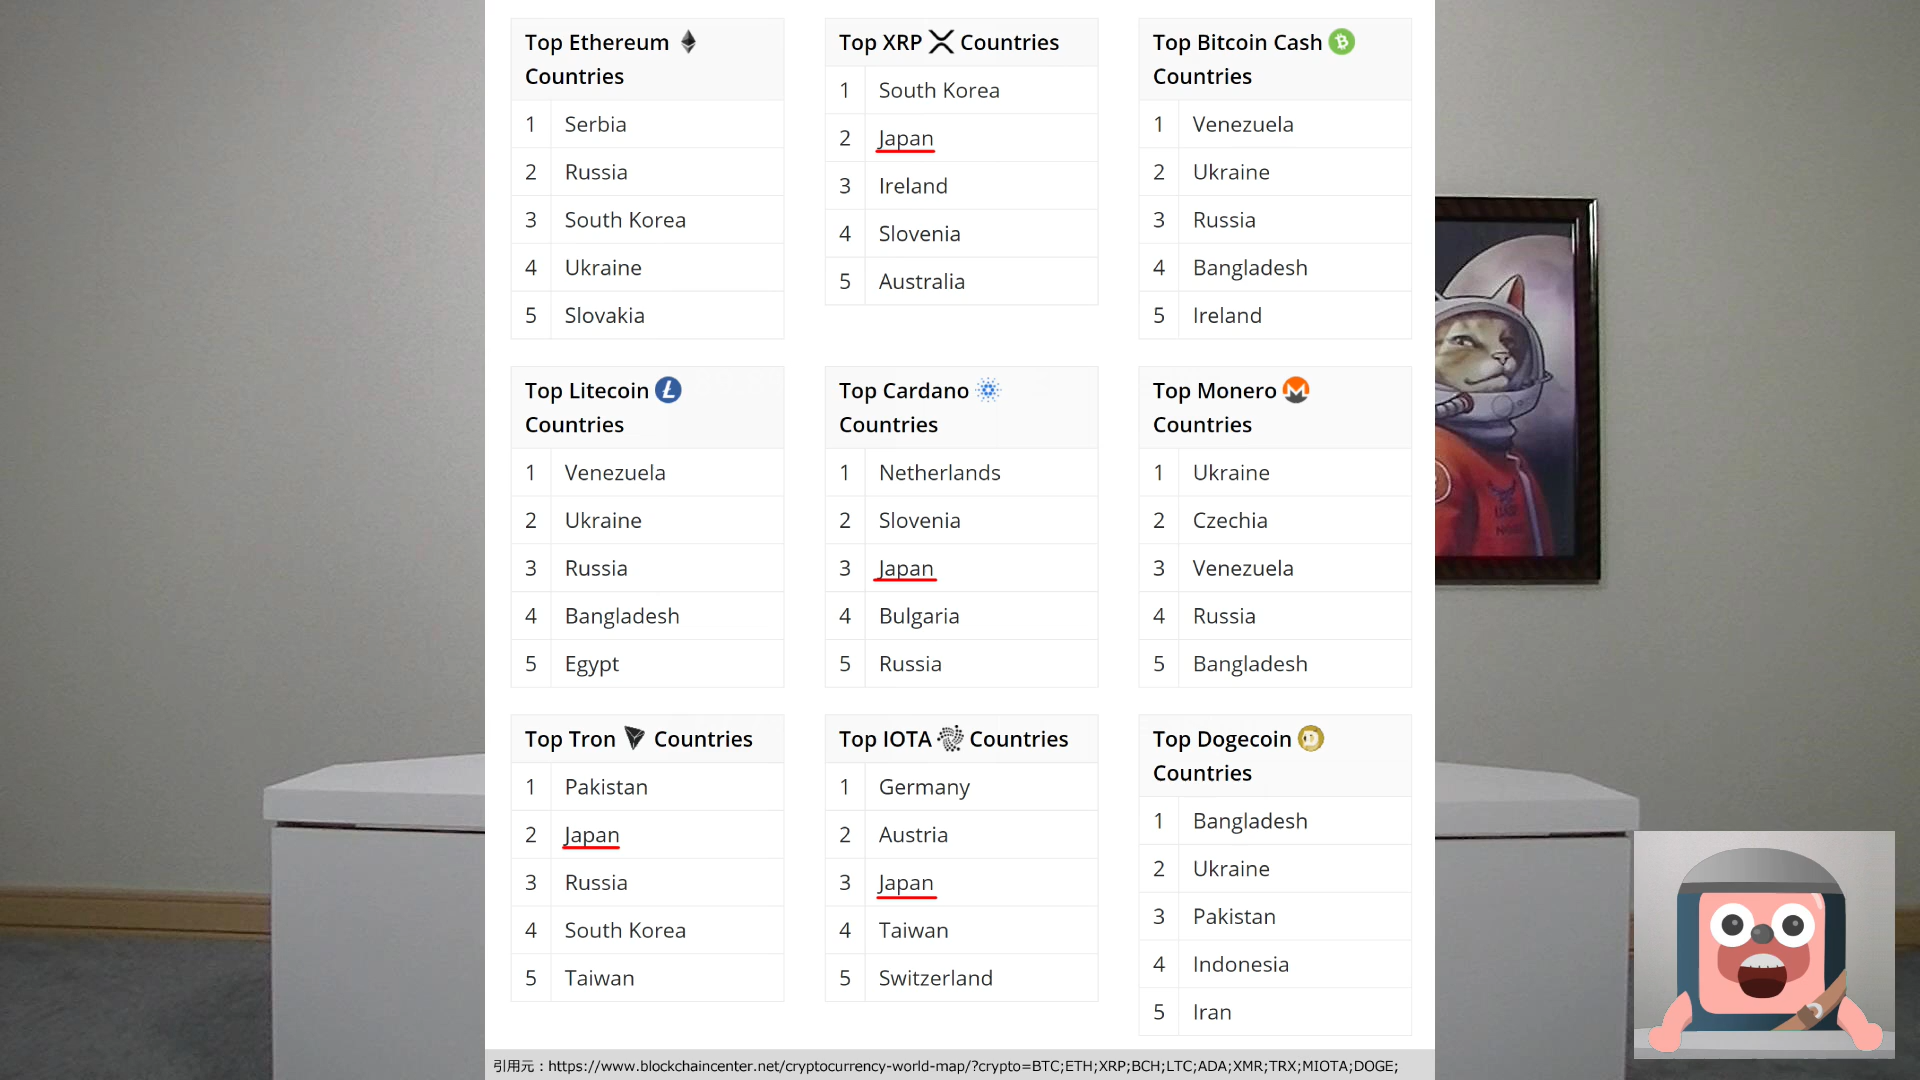 Top Ethereum
Countries
1 Serbia
2 Russia
3 South Korea
4 Ukraine
5 Slovakia
Top XRP Countries
1 South Korea
2 Japan
3 Ireland
4 Slovenia
5 Australia
Top Bitcoin Cash
Countries
1 Venezuela
2 Ukraine
3 Russia
4 Bangladesh
5 Ireland
Top Litecoin
Countries
1 Venezuela
2 Ukraine
3 Russia
4 Bangladesh
5 Egypt
Top Cardano
Countries
1 Netherlands
2 Slovenia
3 Japan
4 Bulgaria
5 Russia
Top Monero
Countries
1 Ukraine
2 Czechia
3 Venezuela
4 Russia
5 Bangladesh
Top Tron Countries
1 Pakistan
2 Japan
3 Russia
4 South Korea
5 Taiwan
Top IOTA Countries
1 Germany
2 Austria
3 Japan
4 Taiwan
5 Switzerland
Top Dogecoin
Countries
1 Bangladesh
2 Ukraine
3 Pakistan
4 Indonesia
5 Iran
引用元：https://www.blockchaincenter.net/cryptocurrency-world-map/?crypto=BTC;ETH;XRP;BCH;LTC;ADA;XMR;TRX;MIOTA;DOGE;